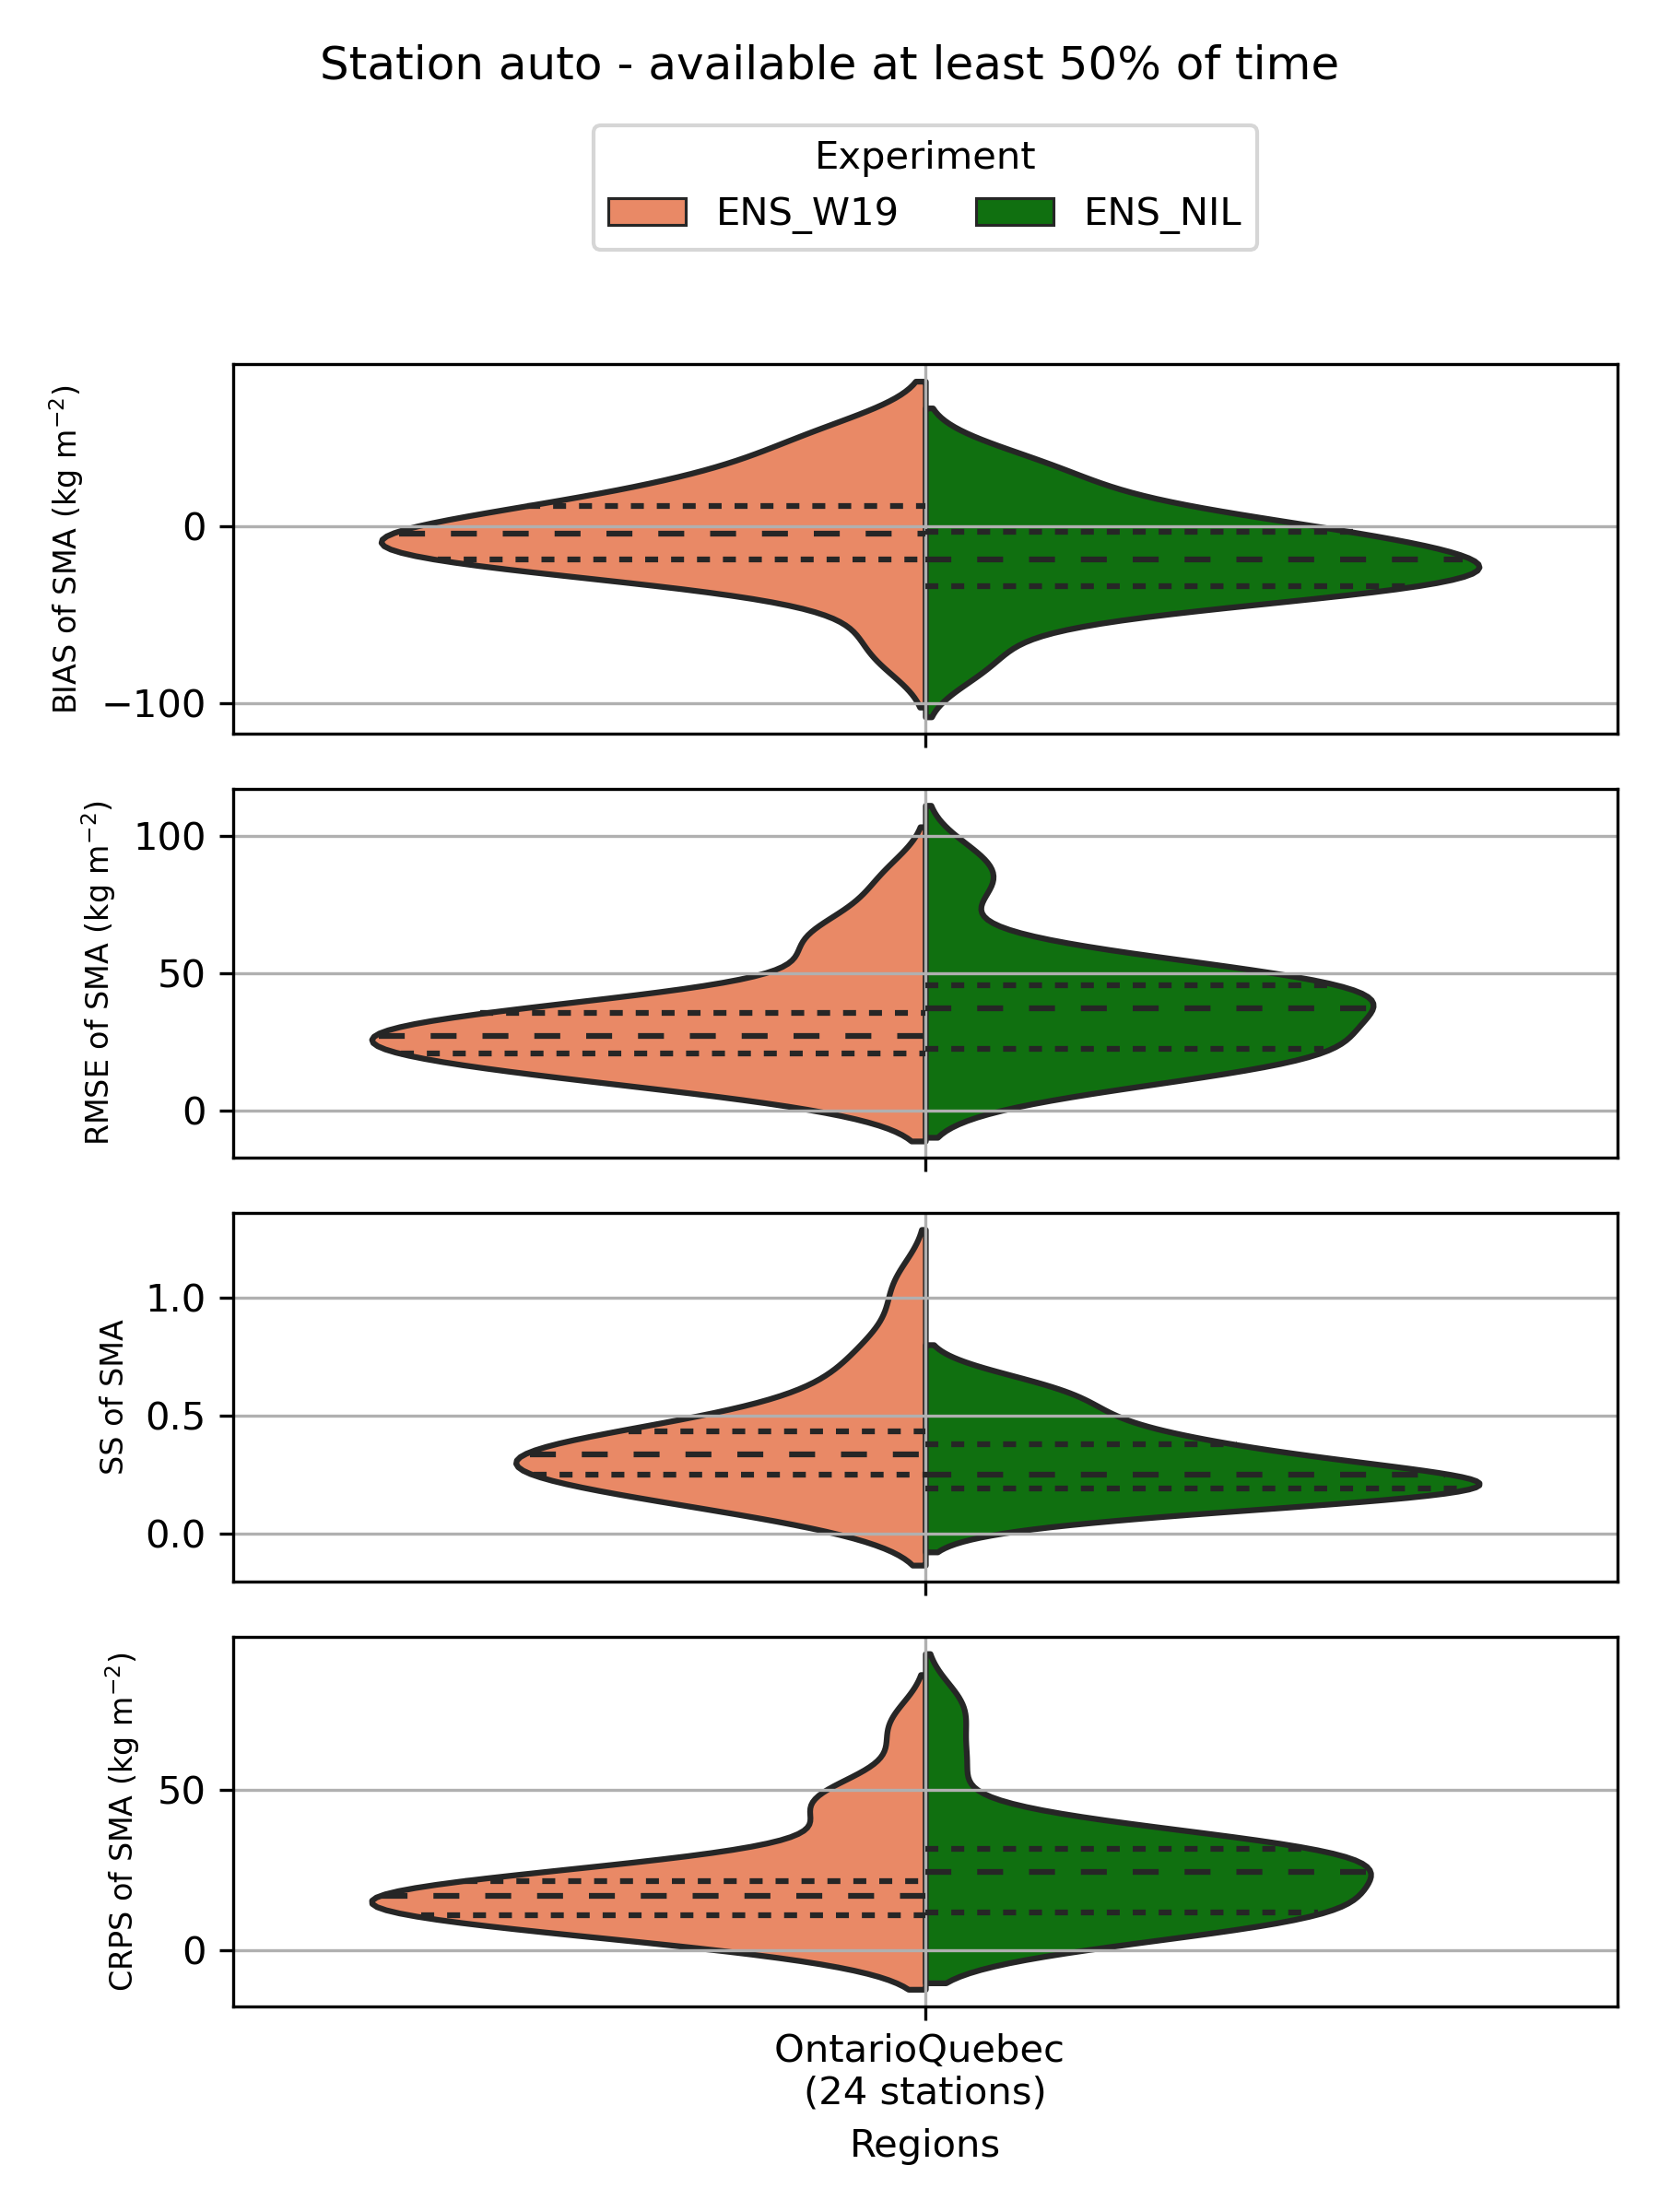 Station auto - available at least 50% of time
Experiment
ENS_W19 ENS_NIL
BIAS of SMA (kg m⁻²)
0
−100
RMSE of SMA (kg m⁻²)
100
50
0
SS of SMA
1.0
0.5
0.0
CRPS of SMA (kg m⁻²)
50
0
OntarioQuebec
(24 stations)
Regions